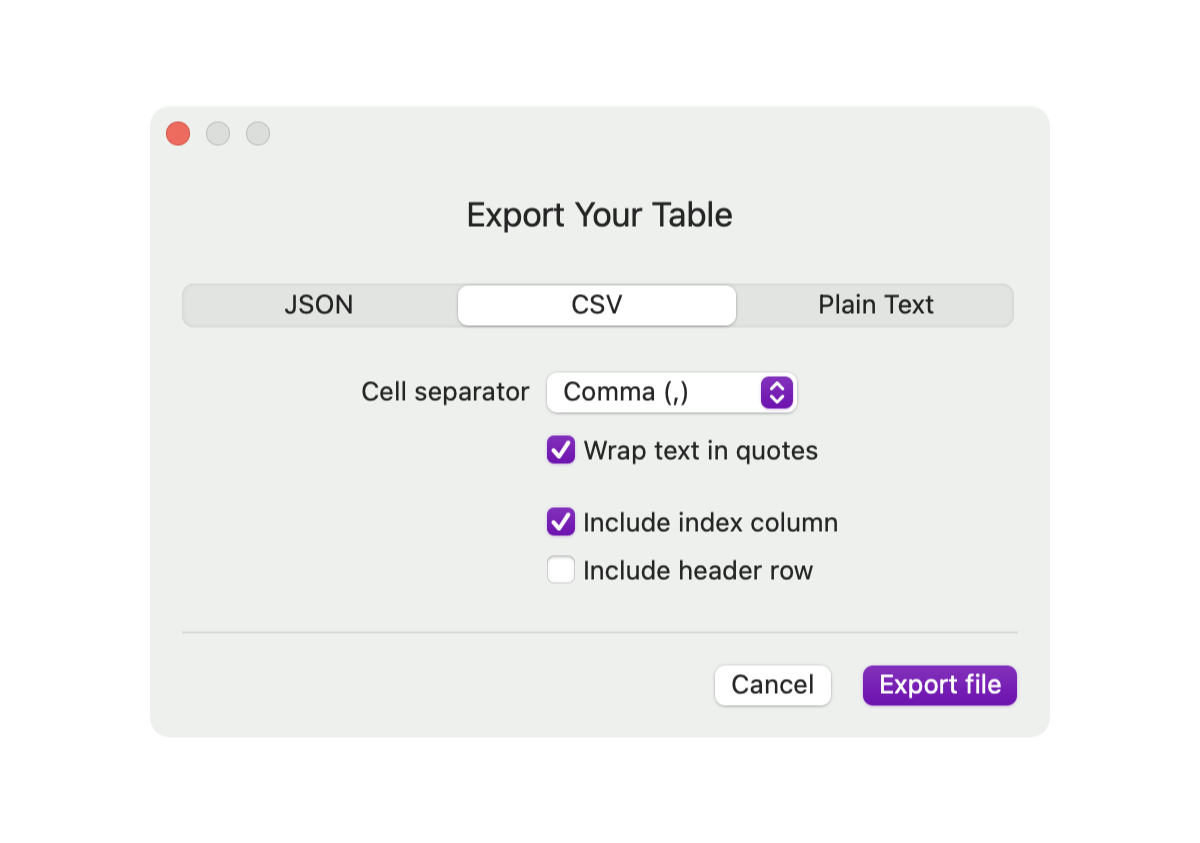 Export Your Table
JSON CSV Plain Text
Cell separator Comma (,)
Wrap text in quotes
Include index column
Include header row
Cancel Export file